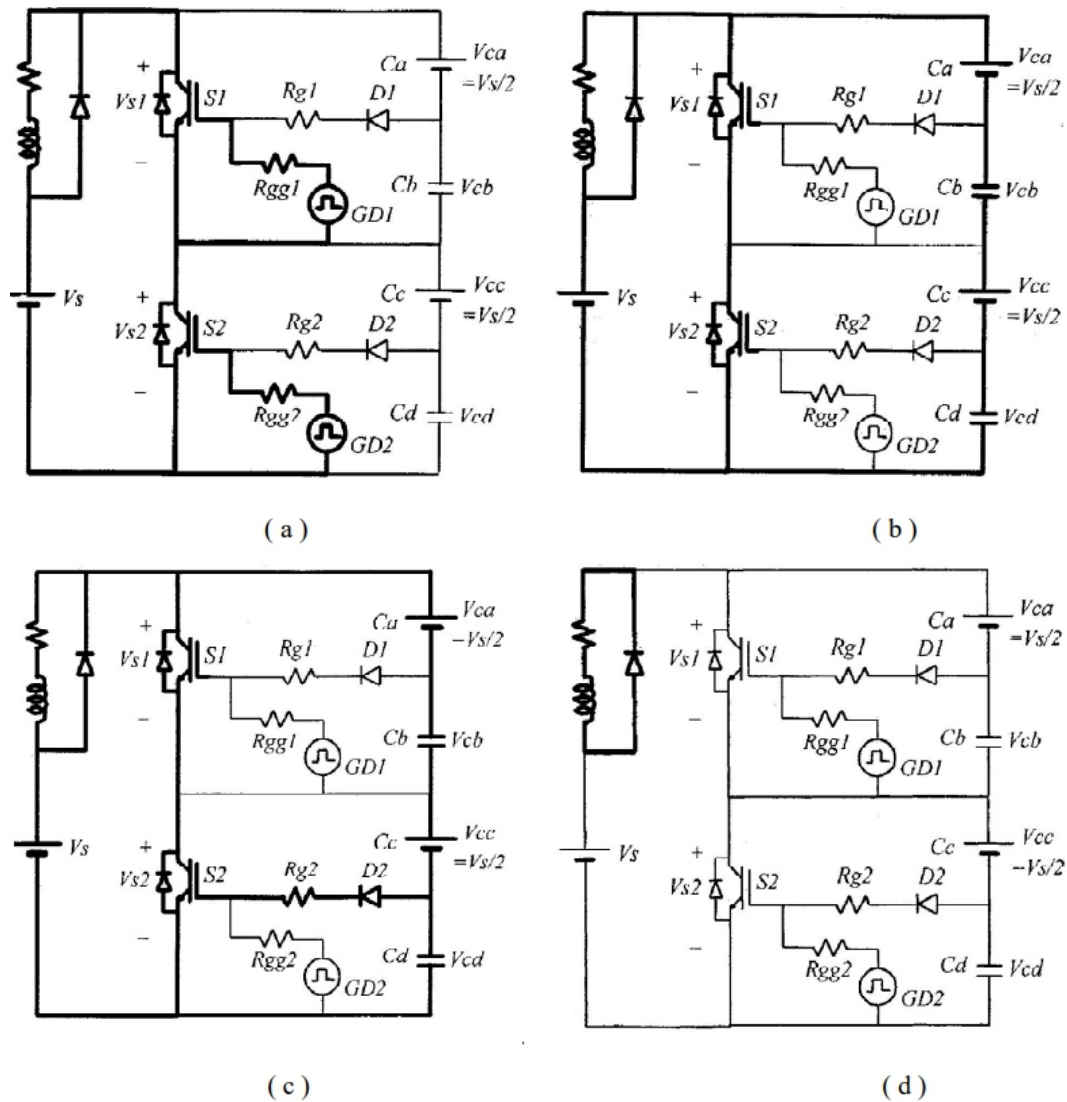 Vca
=Vs/2
Ca
+
Vs1
−
S1
Rg1
D1
Rgg1
GD1
Cb
Vcb
Vs
+
Vs2
−
S2
Rg2
D2
Rgg2
GD2
Cc
Vcc
=Vs/2
Cd
Vcd
( a )
Vca
=Vs/2
Ca
+
Vs1
−
S1
Rg1
D1
Rgg1
GD1
Cb
Vcb
Vs
+
Vs2
−
S2
Rg2
D2
Rgg2
GD2
Cc
Vcc
=Vs/2
Cd
Vcd
( b )
Vca
−Vs/2
Ca
+
Vs1
−
S1
Rg1
D1
Rgg1
GD1
Cb
Vcb
Vs
+
Vs2
−
S2
Rg2
D2
Rgg2
GD2
Cc
Vcc
=Vs/2
Cd
Vcd
( c )
Vca
=Vs/2
Ca
+
Vs1
−
S1
Rg1
D1
Rgg1
GD1
Cb
Vcb
Vs
+
Vs2
−
S2
Rg2
D2
Rgg2
GD2
Cc
Vcc
−Vs/2
Cd
Vcd
( d )